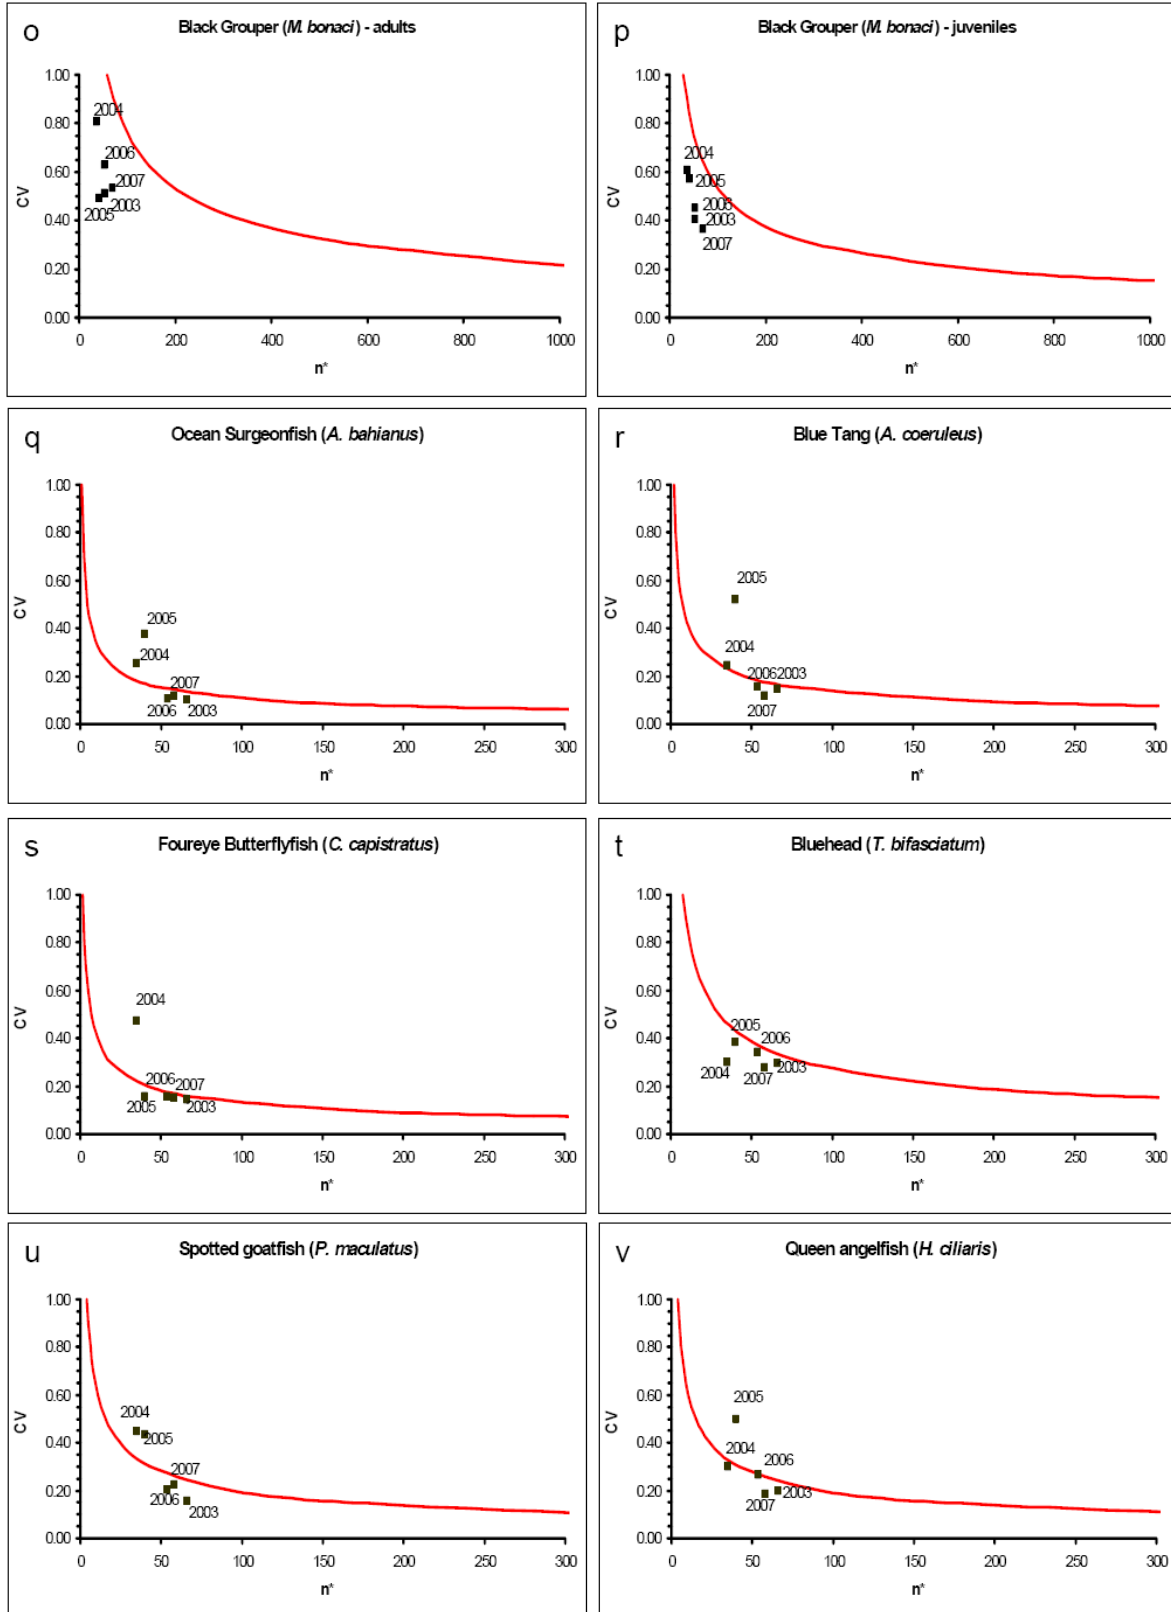 o Black Grouper (M. bonaci) - adults
1.00
0.80
0.60
0.40
0.20
0.00
CV
2004
2006
2007
2003
2005
0 200 400 600 800 1000
n*
p Black Grouper (M. bonaci) - juveniles
1.00
0.80
0.60
0.40
0.20
0.00
CV
2004
2005
2006
2003
2007
0 200 400 600 800 1000
n*
q Ocean Surgeonfish (A. bahianus)
1.00
0.80
0.60
0.40
0.20
0.00
CV
2005
2004
2007
2006 2003
0 50 100 150 200 250 300
n*
r Blue Tang (A. coeruleus)
1.00
0.80
0.60
0.40
0.20
0.00
CV
2005
2004
2006 2003
2007
0 50 100 150 200 250 300
n*
s Foureye Butterflyfish (C. capistratus)
1.00
0.80
0.60
0.40
0.20
0.00
CV
2004
2006 2007
2005 2003
0 50 100 150 200 250 300
n*
t Bluehead (T. bifasciatum)
1.00
0.80
0.60
0.40
0.20
0.00
CV
2005
2006
2003
2004 2007
0 50 100 150 200 250 300
n*
u Spotted goatfish (P. maculatus)
1.00
0.80
0.60
0.40
0.20
0.00
CV
2004
2005
2007
2006
2003
0 50 100 150 200 250 300
n*
v Queen angelfish (H. ciliaris)
1.00
0.80
0.60
0.40
0.20
0.00
CV
2005
2004
2006
2003
2007
0 50 100 150 200 250 300
n*